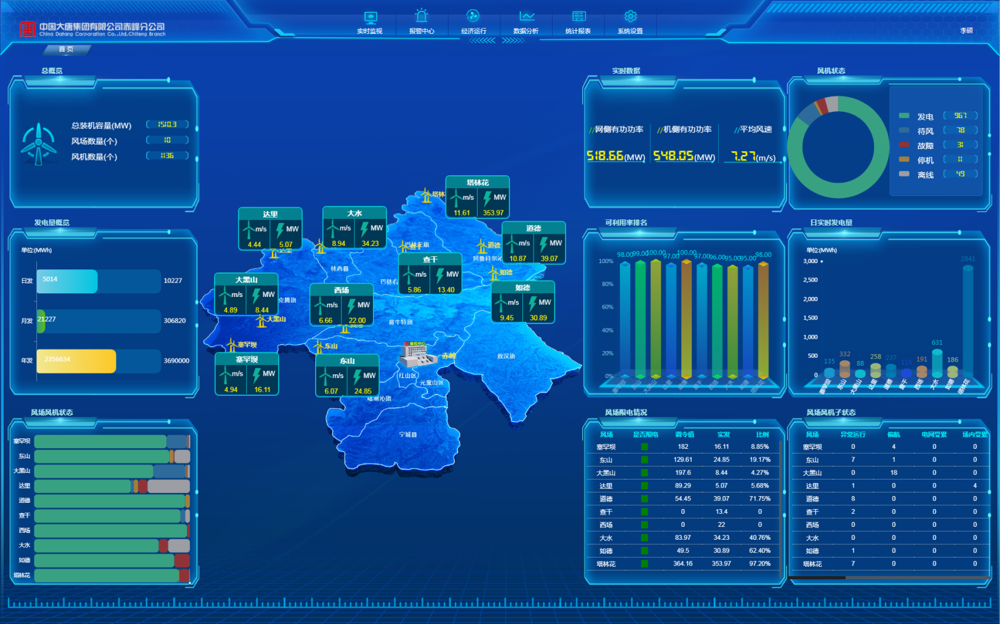 中国大唐集团有限公司赤峰分公司
China Datang Corporation Co.,Ltd.Chifeng Branch
实时监视
报警中心
经济运行
数据分析
统计报表
系统设置
李硕
首页
总概览
总装机容量(MW) 1510.3
风场数量(个) 10
风机数量(个) 1136
发电量概览
单位(MWh)
日发 5014 10227
月发 21227 306820
年发 2356634 3690000
风场风机状态
塞罕坝
东山
大黑山
达里
道德
查干
西场
大水
如德
塔林花
塔林花
m/s MW
11.61 353.97
达里
m/s MW
4.44 5.07
大水
m/s MW
8.94 34.23
道德
m/s MW
10.87 39.07
查干
m/s MW
5.86 13.40
大黑山
m/s MW
4.89 8.44
西场
m/s MW
6.66 22.00
如德
m/s MW
9.45 30.89
塞罕坝
m/s MW
4.94 16.11
东山
m/s MW
6.07 24.85
塔林
道德
阿鲁科尔沁
如德
林西县
巴林右
克腾旗
大黑山
翁牛特旗
塞罕坝
东山
集控中心
赤峰
敖汉旗
红山区
元宝山区
喀喇沁旗
宁城县
实时数据
//网侧有功功率 //机侧有功功率 //平均风速
518.66(MW) 548.05(MW) 7.27(m/s)
风机状态
发电 967
待风 78
故障 31
停机 11
离线 49
可利用率排名
98.00 99.00 100.00 97.00 100.00 97.00 96.00 95.00 95.00 98.00
100%
80%
60%
40%
20%
0%
塞罕坝 东山 大黑山 达里 道德 查干 西场 大水 如德 塔林花
日实时发电量
单位(MWh)
3,000
2,500
2,000
1,500
1,000
500
0
135 332 88 258 237 115 191 631 186 2841
塞罕坝 东山 大黑山 达里 道德 查干 西场 大水 如德 塔林花
风场限电情况
风场 是否限电 调令值 实发 比例
塞罕坝 182 16.11 8.85%
东山 129.61 24.85 19.17%
大黑山 197.6 8.44 4.27%
达里 89.29 5.07 5.68%
道德 54.45 39.07 71.75%
查干 0 13.4 0
西场 0 22 0
大水 83.97 34.23 40.76%
如德 49.5 30.89 62.40%
塔林花 364.16 353.97 97.20%
风场风机子状态
风场 异常运行 偏航 电网受累 场内受累
塞罕坝 0 4 0 0
东山 7 1 0 0
大黑山 0 18 0 0
达里 1 0 0 4
道德 8 0 0 0
查干 2 0 0 0
西场 0 0 0 0
大水 0 0 0 0
如德 1 0 0 0
塔林花 7 0 0 0